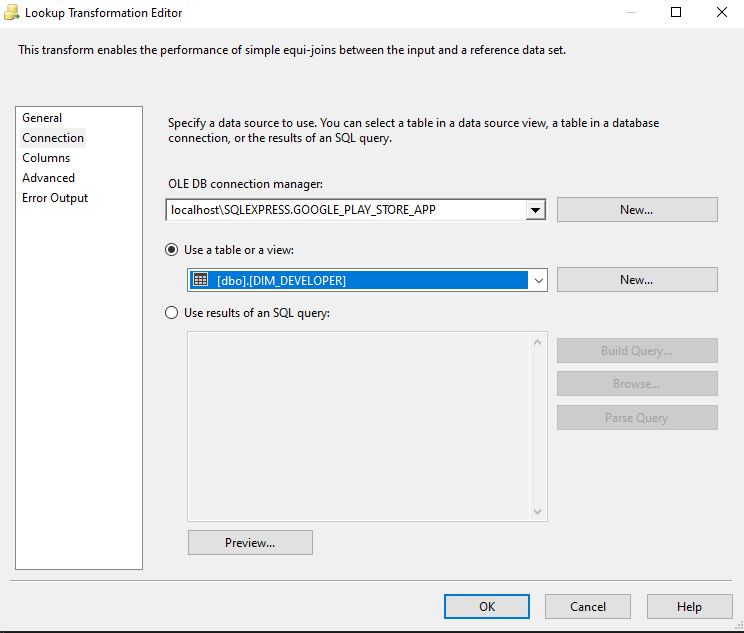 Lookup Transformation Editor
This transform enables the performance of simple equi-joins between the input and a reference data set.
General
Connection
Columns
Advanced
Error Output
Specify a data source to use. You can select a table in a data source view, a table in a database
connection, or the results of an SQL query.
OLE DB connection manager:
localhost\SQLEXPRESS.GOOGLE_PLAY_STORE_APP
New...
Use a table or a view:
[dbo].[DIM_DEVELOPER]
New...
Use results of an SQL query:
Build Query...
Browse...
Parse Query
Preview...
OK
Cancel
Help